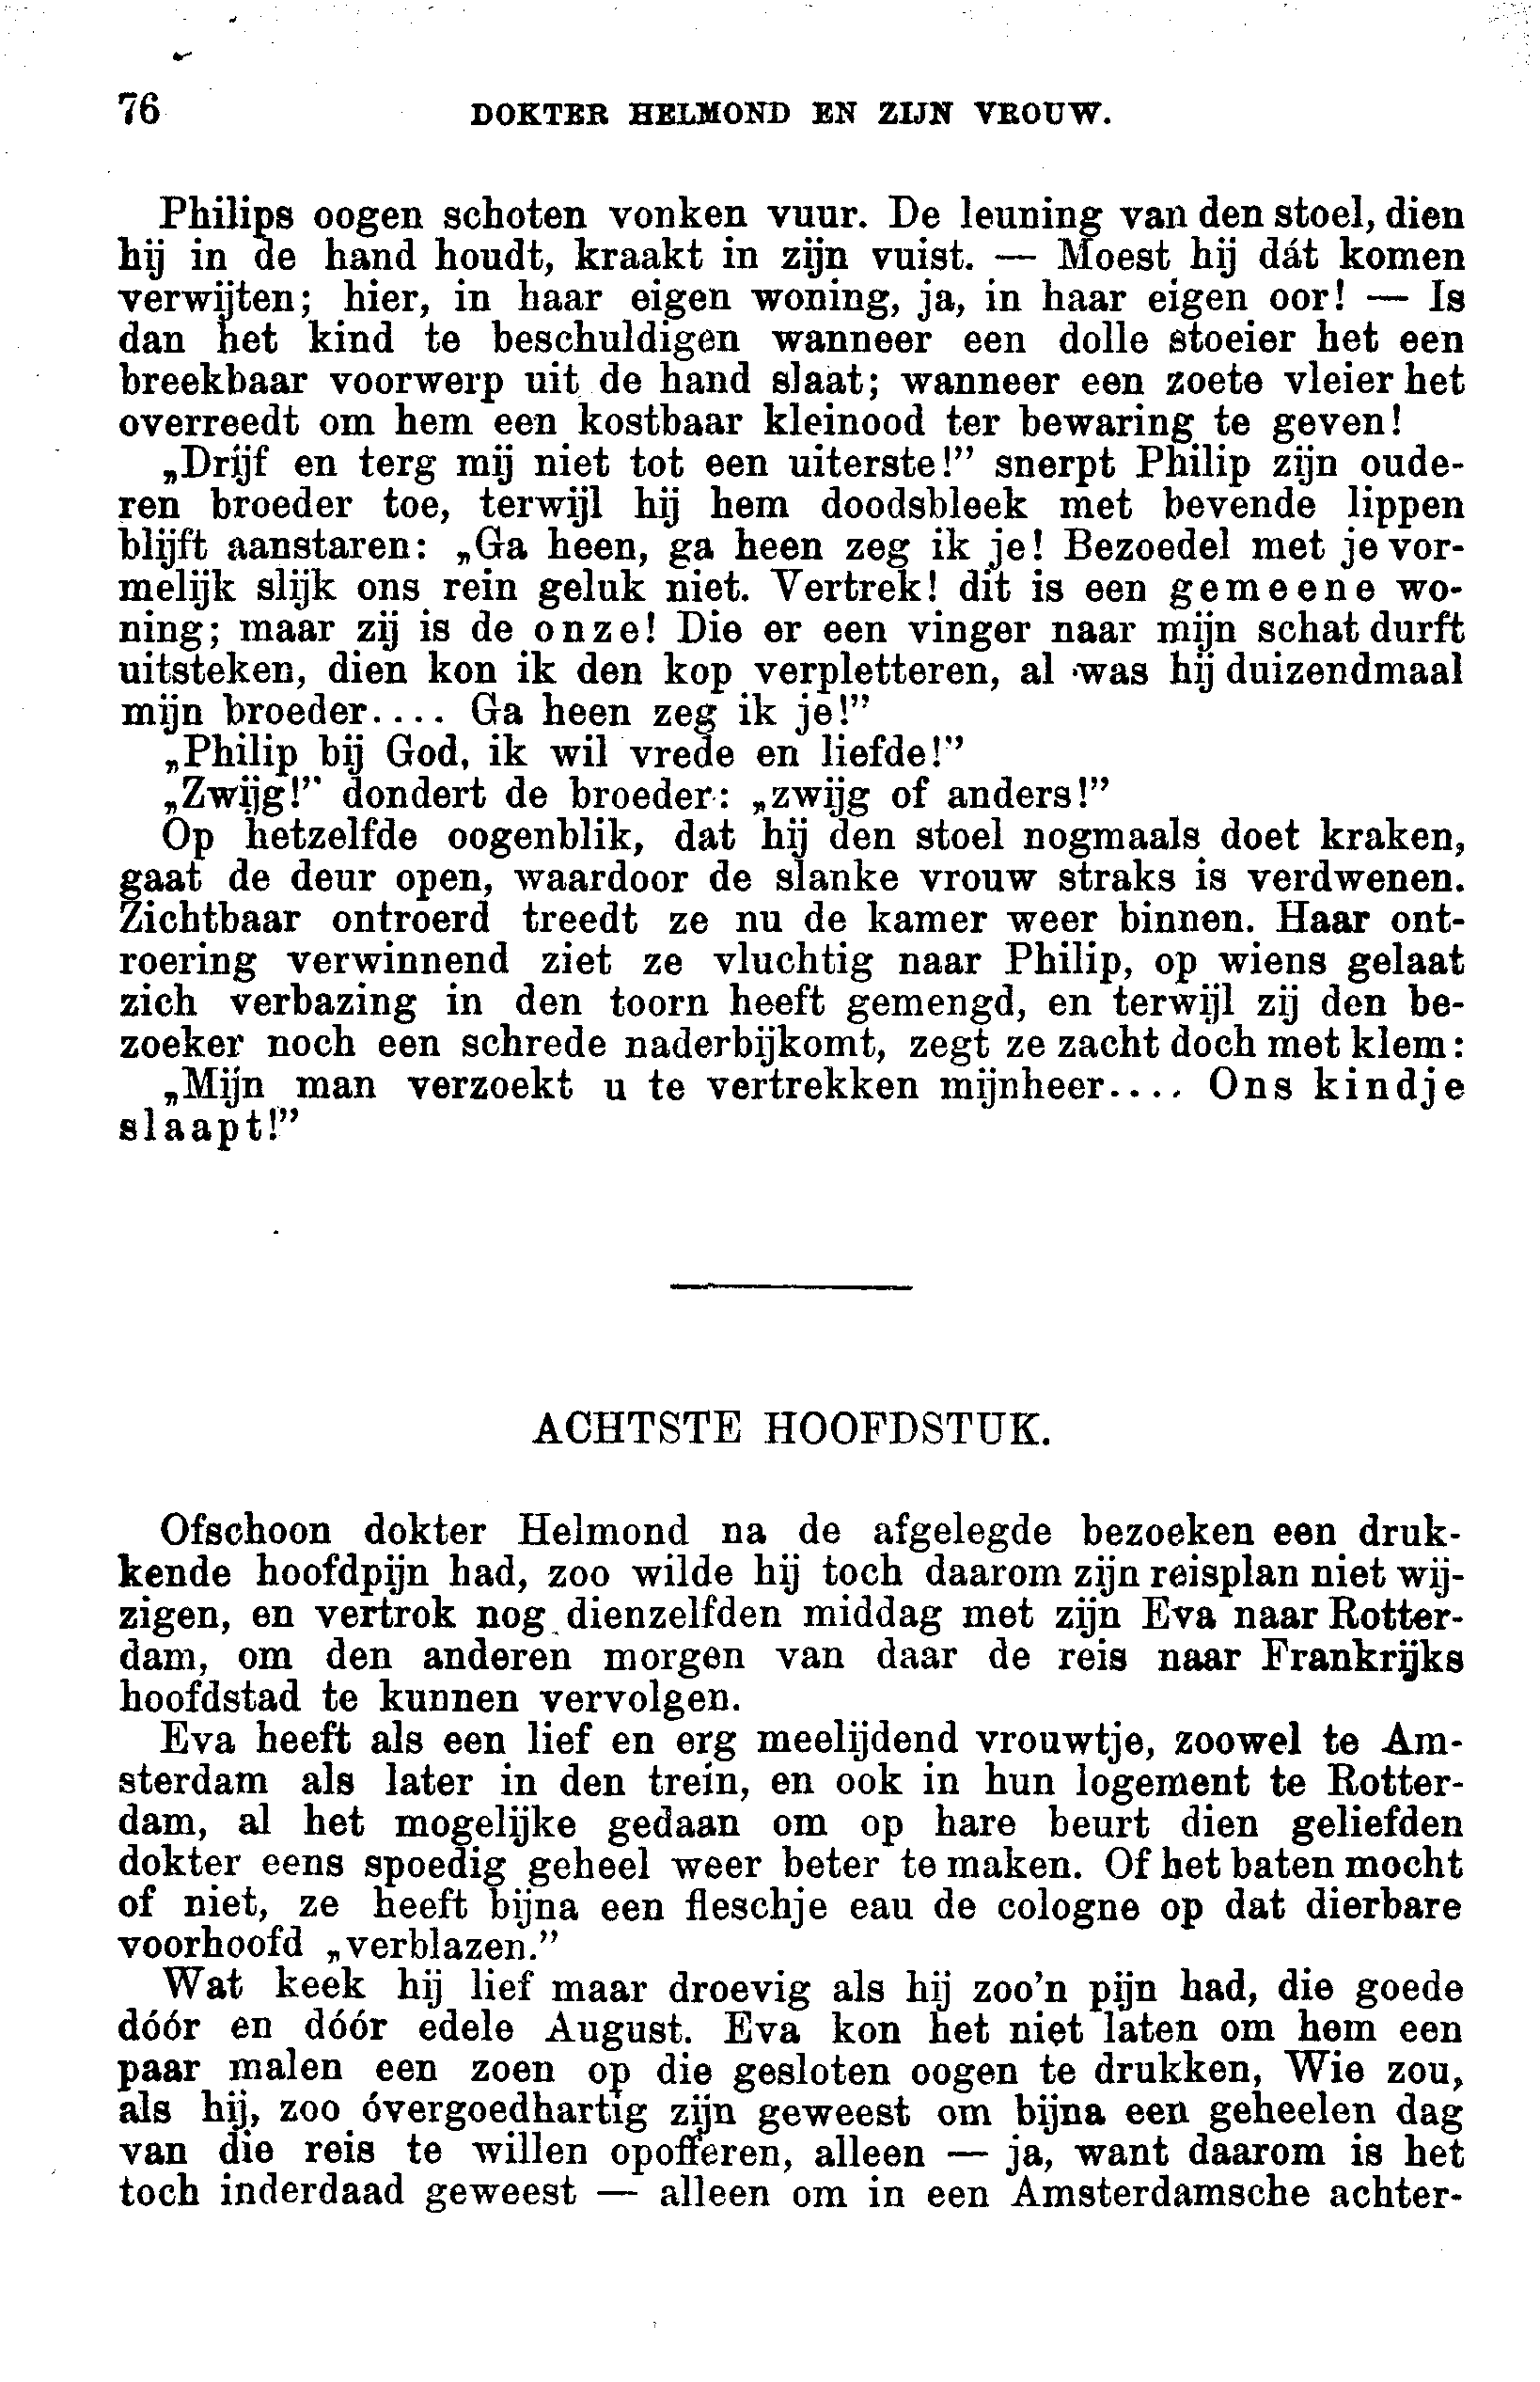 76 DOKTER HELMOND EN ZIJN VROUW.
Philips oogen schoten vonken vuur. De leuning van den stoel, dien
hij in de hand houdt, kraakt in zijn vuist. — Moest hij dát komen
verwijten; hier, in haar eigen woning, ja, in haar eigen oor! — Is
dan het kind te beschuldigen wanneer een dolle stoeier het een
breekbaar voorwerp uit de hand slaat; wanneer een zoete vleier het
overreedt om hem een kostbaar kleinood ter bewaring te geven!
„Drijf en terg mij niet tot een uiterste!” snerpt Philip zijn oude-
ren broeder toe, terwijl hij hem doodsbleek met bevende lippen
blijft aanstaren: „Ga heen, ga heen zeg ik je! Bezoedel met je vor-
melijk slijk ons rein geluk niet. Vertrek! dit is een gemeene wo-
ning; maar zij is de onze! Die er een vinger naar mijn schat durft
uitsteken, dien kon ik den kop verpletteren, al was hij duizendmaal
mijn broeder.... Ga heen zeg ik je!”
„Philip bij God, ik wil vrede en liefde!”
„Zwijg!” dondert de broeder: „zwijg of anders!”
Op hetzelfde oogenblik, dat hij den stoel nogmaals doet kraken,
gaat de deur open, waardoor de slanke vrouw straks is verdwenen.
Zichtbaar ontroerd treedt ze nu de kamer weer binnen. Haar ont-
roering verwinnend ziet ze vluchtig naar Philip, op wiens gelaat
zich verbazing in den toorn heeft gemengd, en terwijl zij den be-
zoeker noch een schrede naderbijkomt, zegt ze zacht doch met klem:
„Mijn man verzoekt u te vertrekken mijnheer.... Ons kindje
slaapt!”
ACHTSTE HOOFDSTUK.
Ofschoon dokter Helmond na de afgelegde bezoeken een druk-
kende hoofdpijn had, zoo wilde hij toch daarom zijn reisplan niet wij-
zigen, en vertrok nog dienzelfden middag met zijn Eva naar Rotter-
dam, om den anderen morgen van daar de reis naar Frankrijks
hoofdstad te kunnen vervolgen.
Eva heeft als een lief en erg meelijdend vrouwtje, zoowel te Am-
sterdam als later in den trein, en ook in hun logement te Rotter-
dam, al het mogelijke gedaan om op hare beurt dien geliefden
dokter eens spoedig geheel weer beter te maken. Of het baten mocht
of niet, ze heeft bijna een fleschje eau de cologne op dat dierbare
voorhoofd „verblazen.”
Wat keek hij lief maar droevig als hij zoo'n pijn had, die goede
dóór en dóór edele August. Eva kon het niet laten om hem een
paar malen een zoen op die gesloten oogen te drukken, Wie zou,
als hij, zoo óvergoedhartig zijn geweest om bijna een geheelen dag
van die reis te willen opofferen, alleen — ja, want daarom is het
toch inderdaad geweest — alleen om in een Amsterdamsche achter-